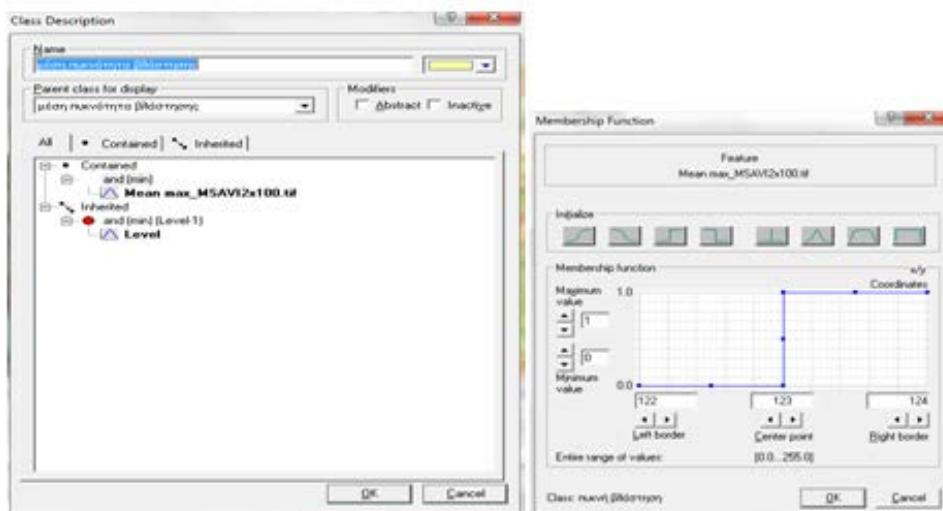 Class Description
Name
μέση πυκνότητα βλάστησης
Parent class for display
μέση πυκνότητα βλάστησης
Modifiers
Abstract
Inactive
All
Contained
Inherited
Contained
and (min)
Mean max_MSAVI2x100.tif
Inherited
and (min) (Level-1)
Level
OK
Cancel
Membership Function
Feature
Mean max_MSAVI2x100.tif
Initialize
Membership function
x/y
Coordinates
Maximum
value
1.0
1
0
Minimum
value
0.0
122
123
124
Left border
Center point
Right border
Entire range of values:
[0.0...255.0]
Class: πυκνή βλάστηση
OK
Cancel